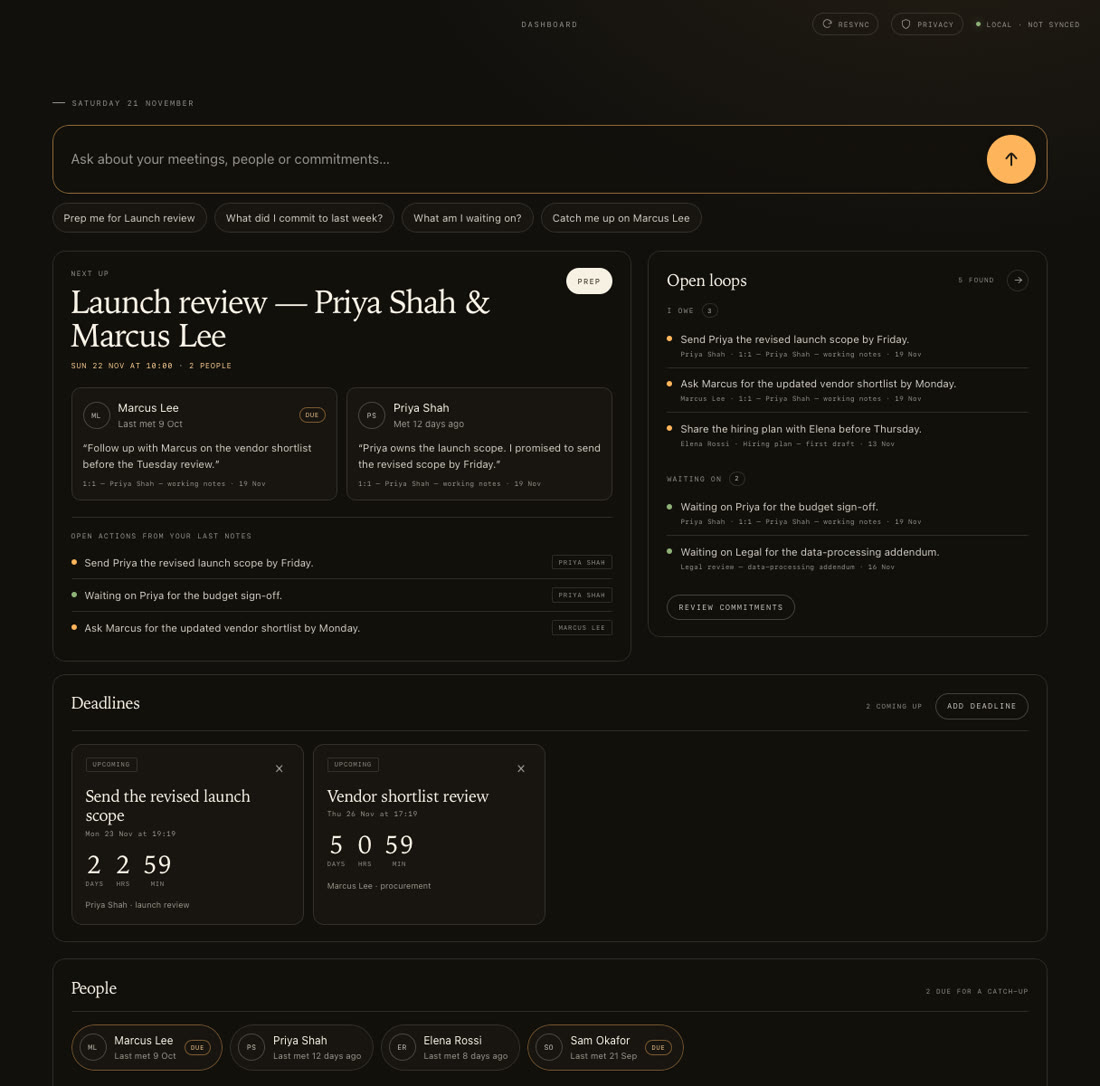 DASHBOARD
RESYNC
PRIVACY
LOCAL · NOT SYNCED
— SATURDAY 21 NOVEMBER
Ask about your meetings, people or commitments...
Prep me for Launch review
What did I commit to last week?
What am I waiting on?
Catch me up on Marcus Lee
NEXT UP
PREP
Launch review — Priya Shah &
Marcus Lee
SUN 22 NOV AT 10:00 · 2 PEOPLE
ML
Marcus Lee
Last met 9 Oct
DUE
“Follow up with Marcus on the vendor shortlist
before the Tuesday review.”
1:1 — Priya Shah — working notes · 19 Nov
PS
Priya Shah
Met 12 days ago
“Priya owns the launch scope. I promised to send
the revised scope by Friday.”
1:1 — Priya Shah — working notes · 19 Nov
OPEN ACTIONS FROM YOUR LAST NOTES
Send Priya the revised launch scope by Friday.
PRIYA SHAH
Waiting on Priya for the budget sign-off.
PRIYA SHAH
Ask Marcus for the updated vendor shortlist by Monday.
MARCUS LEE
Open loops
5 FOUND
I OWE 3
Send Priya the revised launch scope by Friday.
Priya Shah · 1:1 — Priya Shah — working notes · 19 Nov
Ask Marcus for the updated vendor shortlist by Monday.
Marcus Lee · 1:1 — Priya Shah — working notes · 19 Nov
Share the hiring plan with Elena before Thursday.
Elena Rossi · Hiring plan — first draft · 13 Nov
WAITING ON 2
Waiting on Priya for the budget sign-off.
Priya Shah · 1:1 — Priya Shah — working notes · 19 Nov
Waiting on Legal for the data-processing addendum.
Legal review — data-processing addendum · 16 Nov
REVIEW COMMITMENTS
Deadlines
2 COMING UP
ADD DEADLINE
UPCOMING
Send the revised launch
scope
Mon 23 Nov at 19:19
2 2 59
DAYS HRS MIN
Priya Shah · launch review
UPCOMING
Vendor shortlist review
Thu 26 Nov at 17:19
5 0 59
DAYS HRS MIN
Marcus Lee · procurement
People
2 DUE FOR A CATCH-UP
ML
Marcus Lee
Last met 9 Oct
DUE
PS
Priya Shah
Last met 12 days ago
ER
Elena Rossi
Last met 8 days ago
SO
Sam Okafor
Last met 21 Sep
DUE